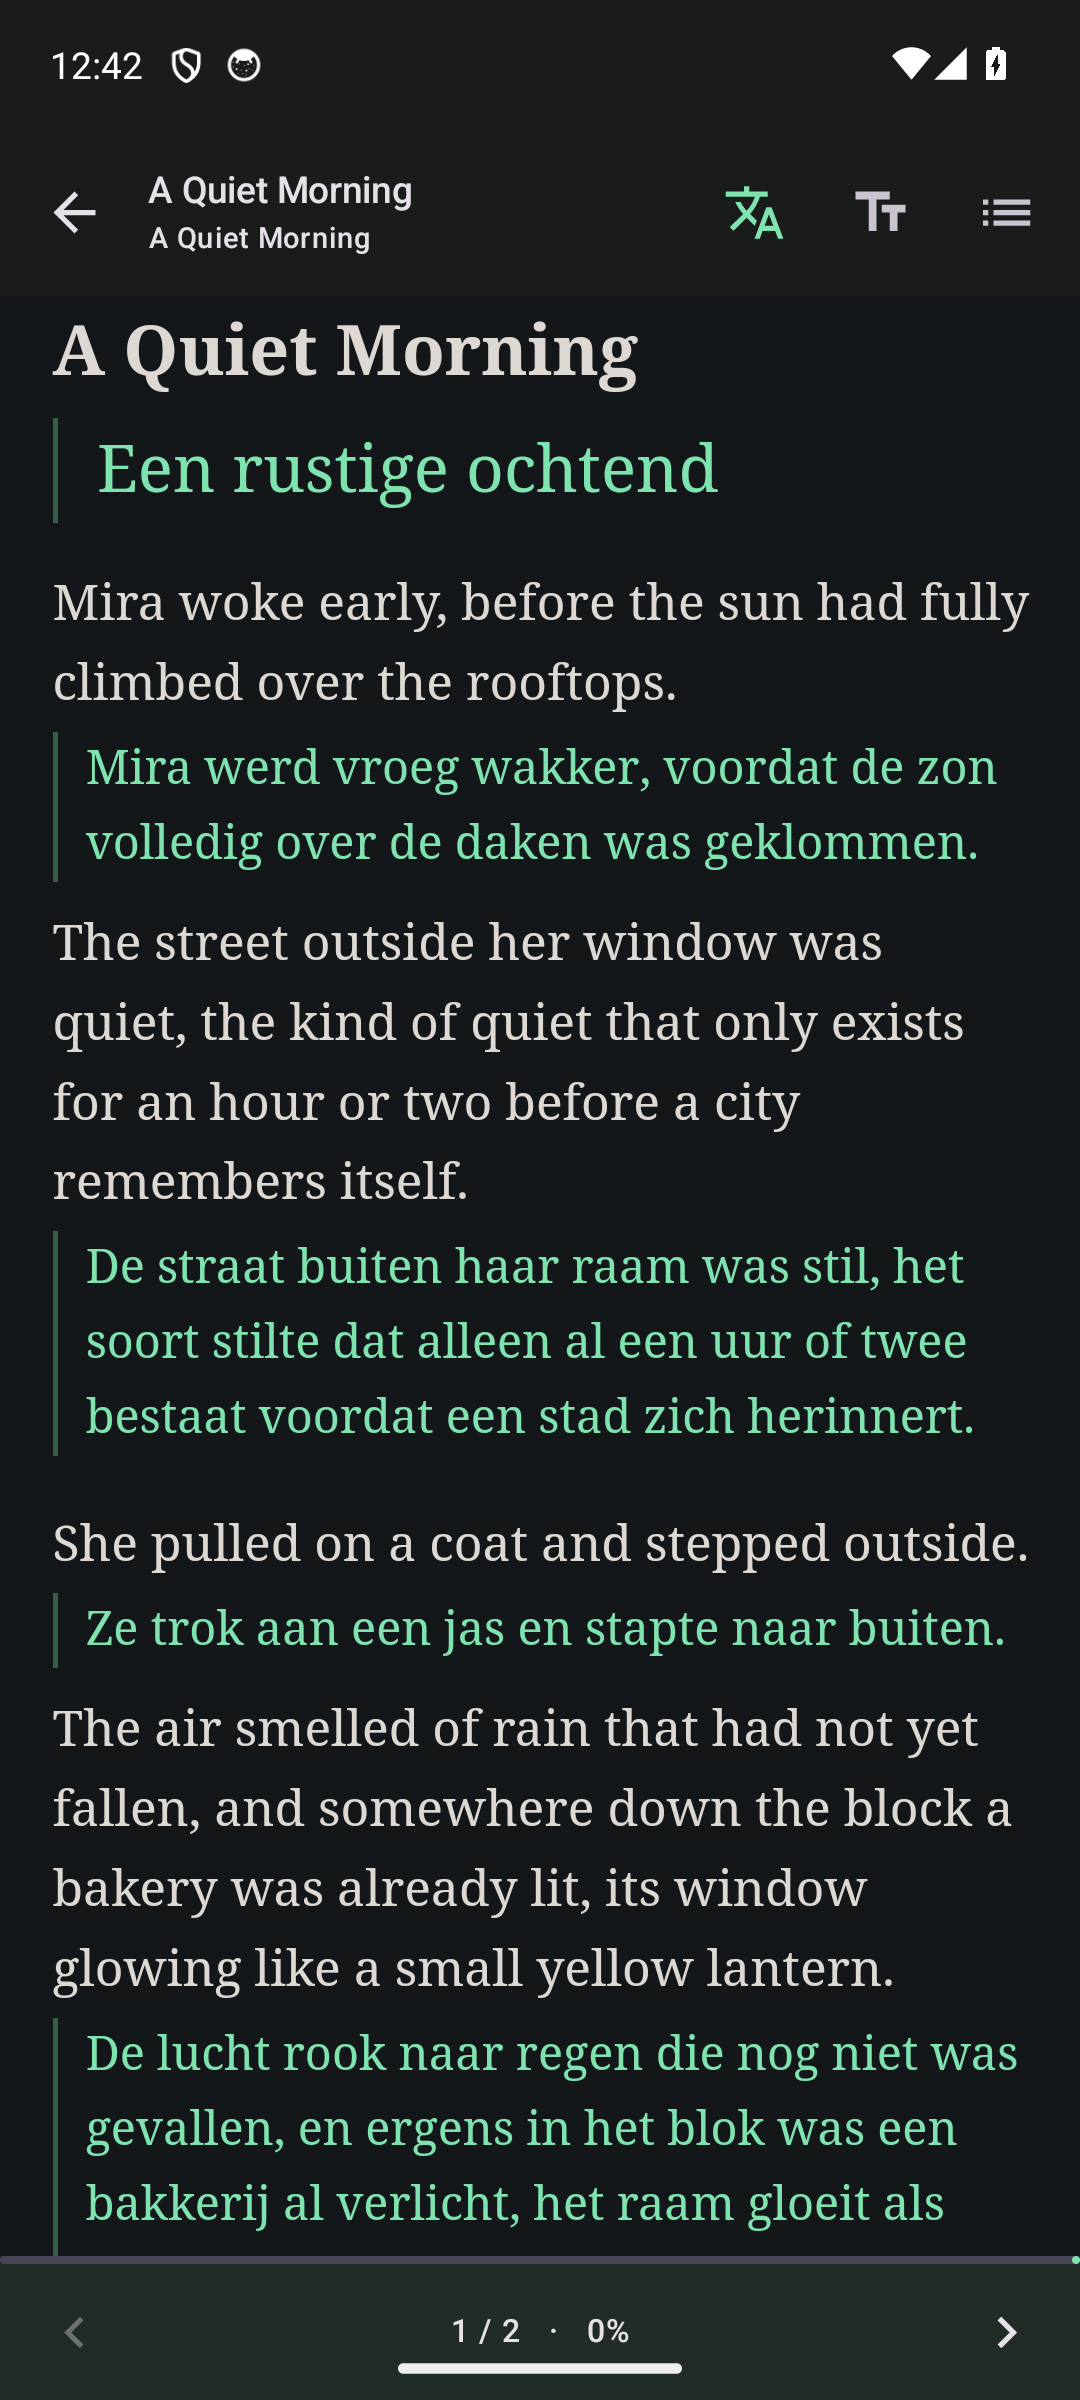 12:42
A Quiet Morning
A Quiet Morning
A Quiet Morning
Een rustige ochtend
Mira woke early, before the sun had fully
climbed over the rooftops.
Mira werd vroeg wakker, voordat de zon
volledig over de daken was geklommen.
The street outside her window was
quiet, the kind of quiet that only exists
for an hour or two before a city
remembers itself.
De straat buiten haar raam was stil, het
soort stilte dat alleen al een uur of twee
bestaat voordat een stad zich herinnert.
She pulled on a coat and stepped outside.
Ze trok aan een jas en stapte naar buiten.
The air smelled of rain that had not yet
fallen, and somewhere down the block a
bakery was already lit, its window
glowing like a small yellow lantern.
De lucht rook naar regen die nog niet was
gevallen, en ergens in het blok was een
bakkerij al verlicht, het raam gloeit als
1 / 2 · 0%